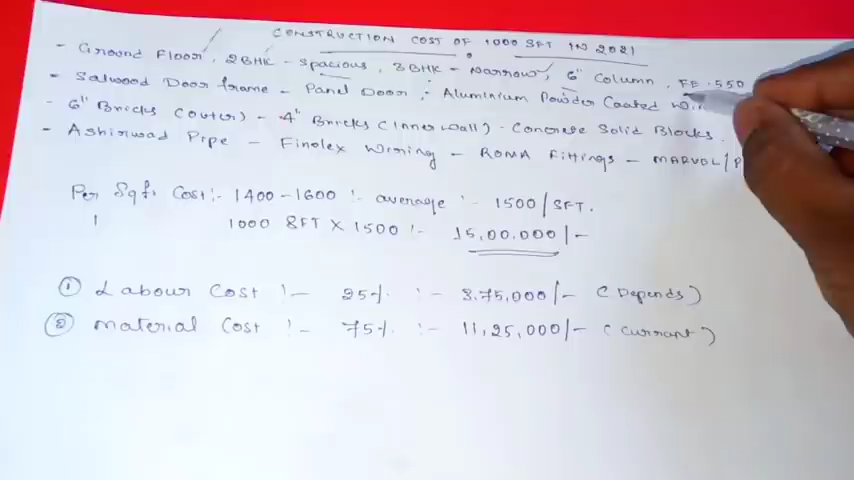 CONSTRUCTION COST OF 1000 SFT IN 2021
- Ground Floor, 2BHK - Spacious, 3BHK - Narrow, 6" Column, FE-550
- Salwood Door frame - Panel Door - Aluminium Powder Coated Win
- 6" Bricks (outer) - 4" Bricks (Inner wall) - Concrete Solid Blocks.
- Ashirwad Pipe - Finolex Wiring - ROMA Fittings - MARVEL/P
Per Sqft Cost:- 1400-1600 :- average :- 1500/SFT.
1000 SFT X 1500 :- 15,00,000/-
① Labour Cost :- 25% :- 3,75,000/- (Depends)
② Material Cost :- 75% :- 11,25,000/- (Currant)